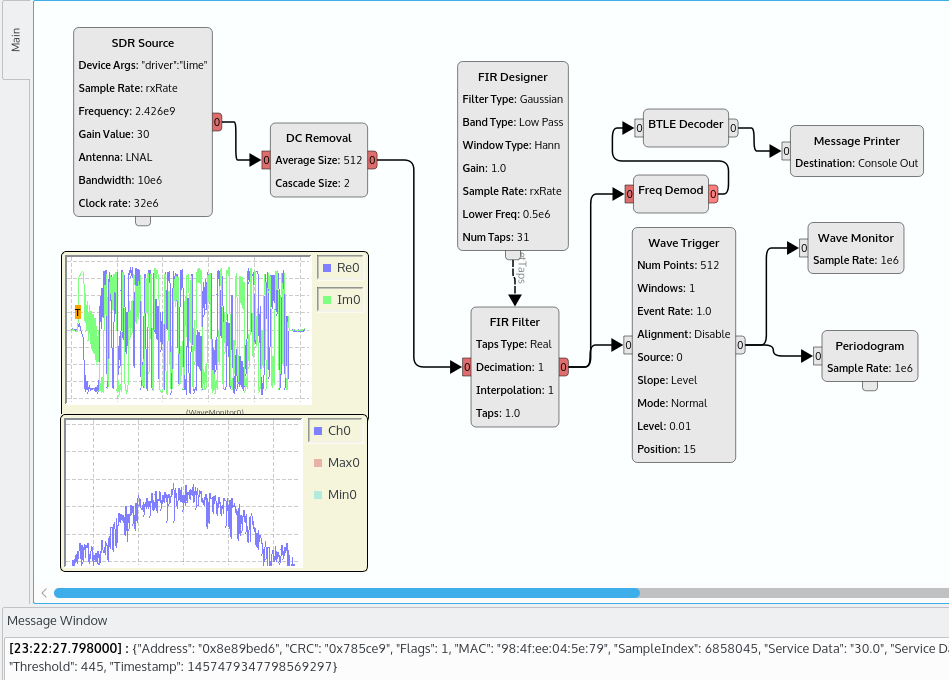 Main
SDR Source
Device Args: "driver":"lime"
Sample Rate: rxRate
Frequency: 2.426e9
Gain Value: 30
Antenna: LNAL
Bandwidth: 10e6
Clock rate: 32e6
0
0
DC Removal
Average Size: 512
Cascade Size: 2
0
FIR Designer
Filter Type: Gaussian
Band Type: Low Pass
Window Type: Hann
Gain: 1.0
Sample Rate: rxRate
Lower Freq: 0.5e6
Num Taps: 31
0
FIR Filter
Taps Type: Real
Decimation: 1
Interpolation: 1
Taps: 1.0
0
0
BTLE Decoder
0
0
Message Printer
Destination: Console Out
0
Freq Demod
0
0
Wave Trigger
Num Points: 512
Windows: 1
Event Rate: 1.0
Alignment: Disable
Source: 0
Slope: Level
Mode: Normal
Level: 0.01
Position: 15
0
0
Wave Monitor
Sample Rate: 1e6
0
Periodogram
Sample Rate: 1e6
T
Re0
Im0
(WaveMonitor0)
Ch0
Max0
Min0
Message Window
[23:22:27.798000] : {"Address": "0x8e89bed6", "CRC": "0x785ce9", "Flags": 1, "MAC": "98:4f:ee:04:5e:79", "SampleIndex": 6858045, "Service Data": "30.0", "Service D
"Threshold": 445, "Timestamp": 1457479347798569297}